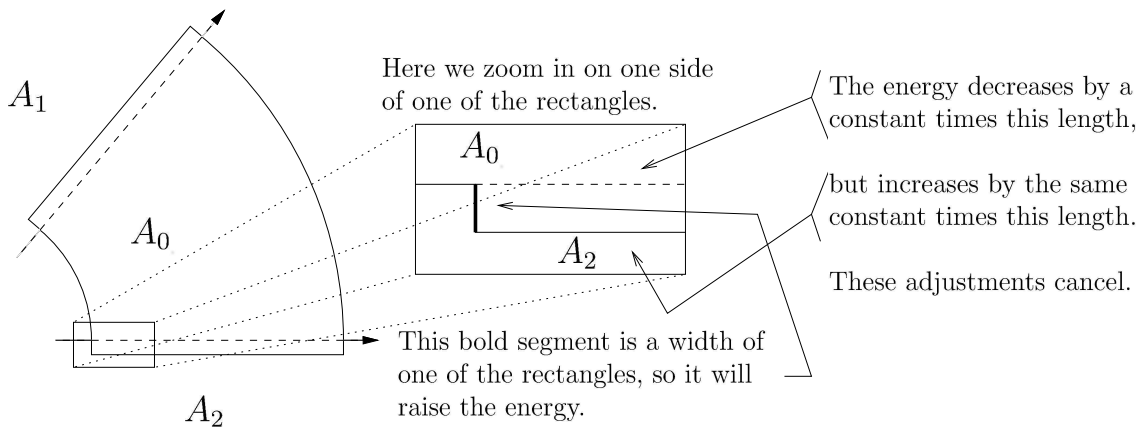 A_1
Here we zoom in on one side
of one of the rectangles.
The energy decreases by a
constant times this length,
A_0
but increases by the same
constant times this length.
A_0
A_2
These adjustments cancel.
This bold segment is a width of
one of the rectangles, so it will
raise the energy.
A_2